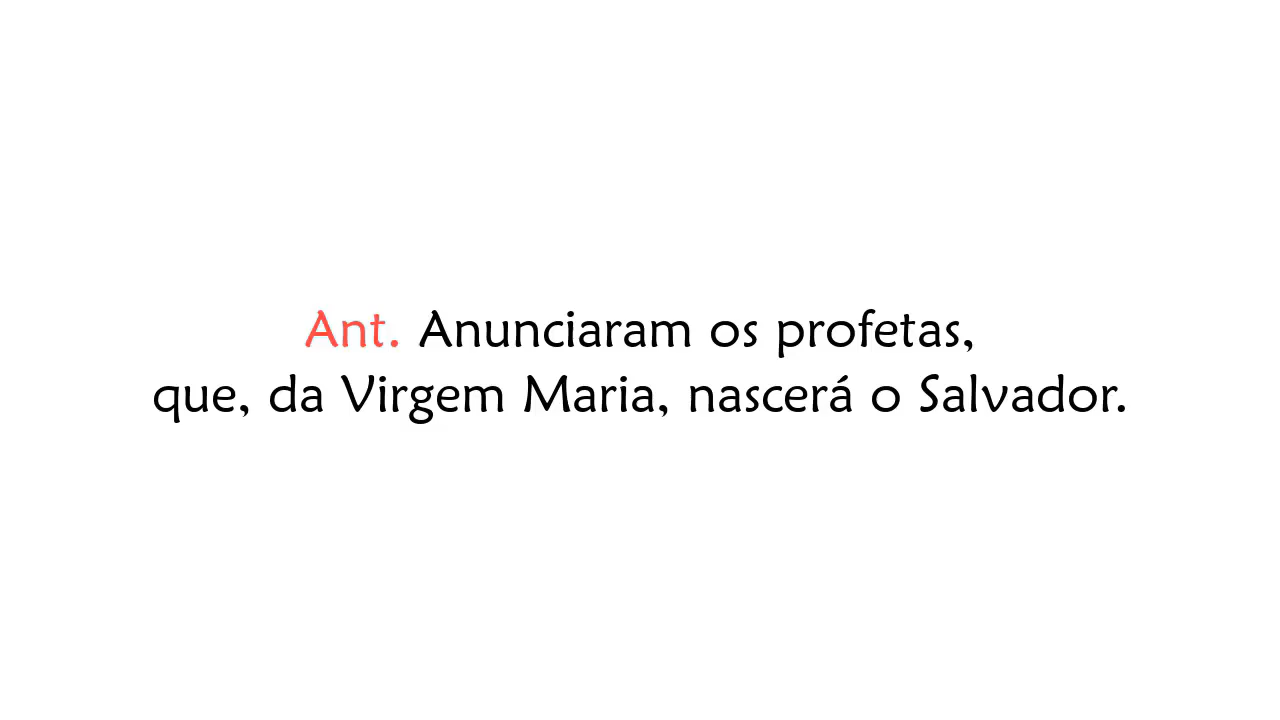 Ant. Anunciaram os profetas,
que, da Virgem Maria, nascerá o Salvador.